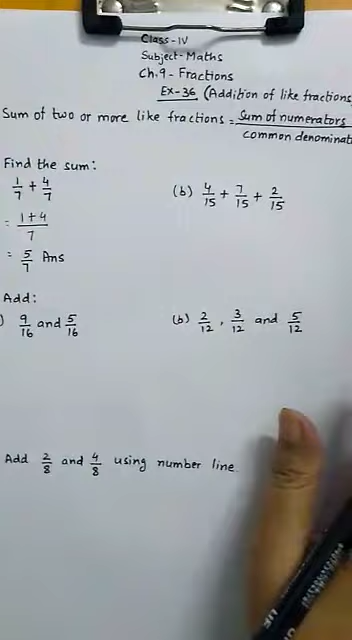 Class-IV
Subject-Maths
Ch.9-Fractions
Ex-36 (Addition of like fractions
Sum of two or more like fractions = Sum of numerators / common denominat
Find the sum:
1/7 + 4/7
(b) 4/15 + 7/15 + 2/15
= 1+4/7
= 5/7 Ans
Add:
) 9/16 and 5/16
(b) 2/12 , 3/12 and 5/12
Add 2/8 and 4/8 using number line